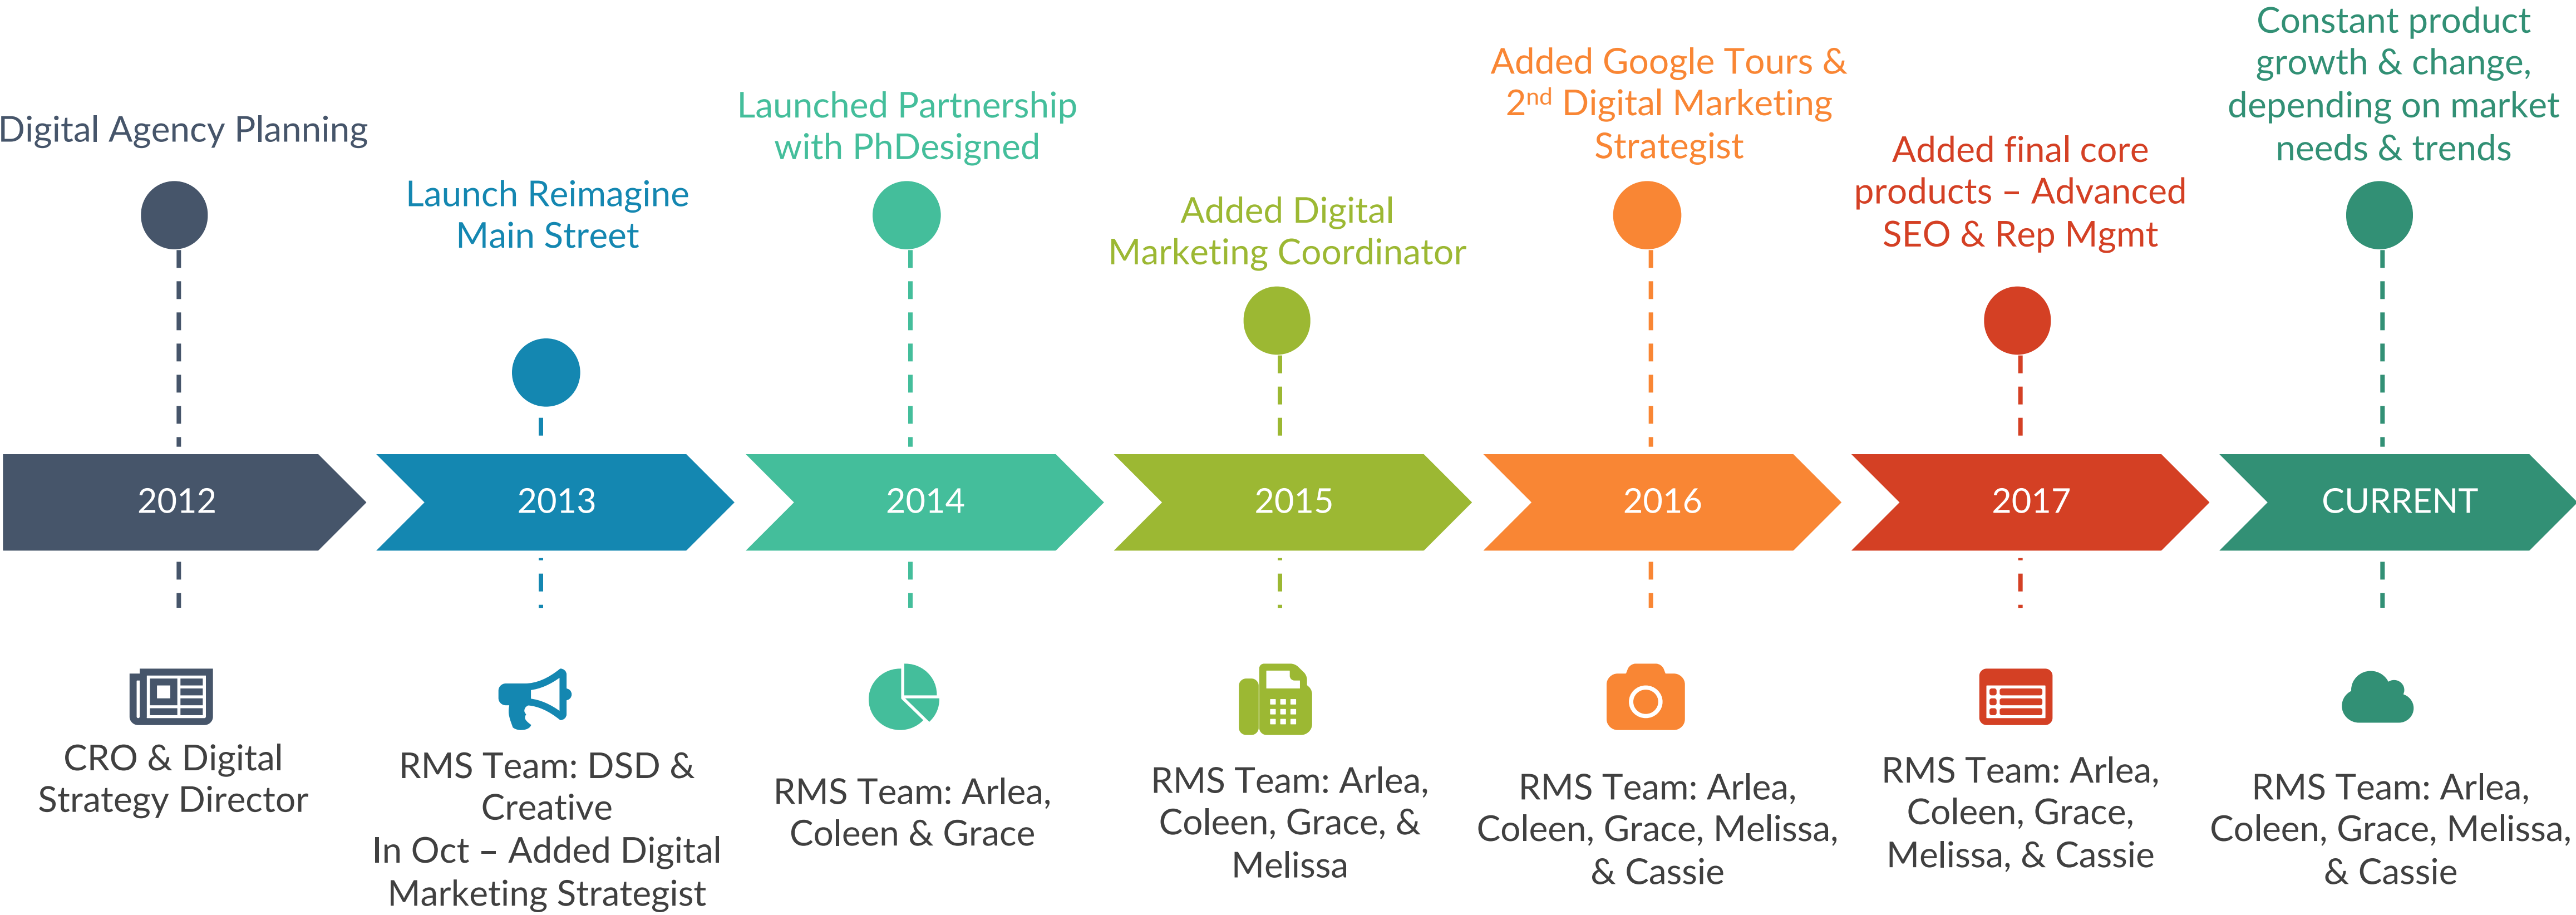 Digital Agency Planning
Launch Reimagine
Main Street
Launched Partnership
with PhDesigned
Added Digital
Marketing Coordinator
Added Google Tours &
2nd Digital Marketing
Strategist
Added final core
products – Advanced
SEO & Rep Mgmt
Constant product
growth & change,
depending on market
needs & trends
2012
2013
2014
2015
2016
2017
CURRENT
CRO & Digital
Strategy Director
RMS Team: DSD &
Creative
In Oct – Added Digital
Marketing Strategist
RMS Team: Arlea,
Coleen & Grace
RMS Team: Arlea,
Coleen, Grace, &
Melissa
RMS Team: Arlea,
Coleen, Grace, Melissa,
& Cassie
RMS Team: Arlea,
Coleen, Grace,
Melissa, & Cassie
RMS Team: Arlea,
Coleen, Grace, Melissa,
& Cassie